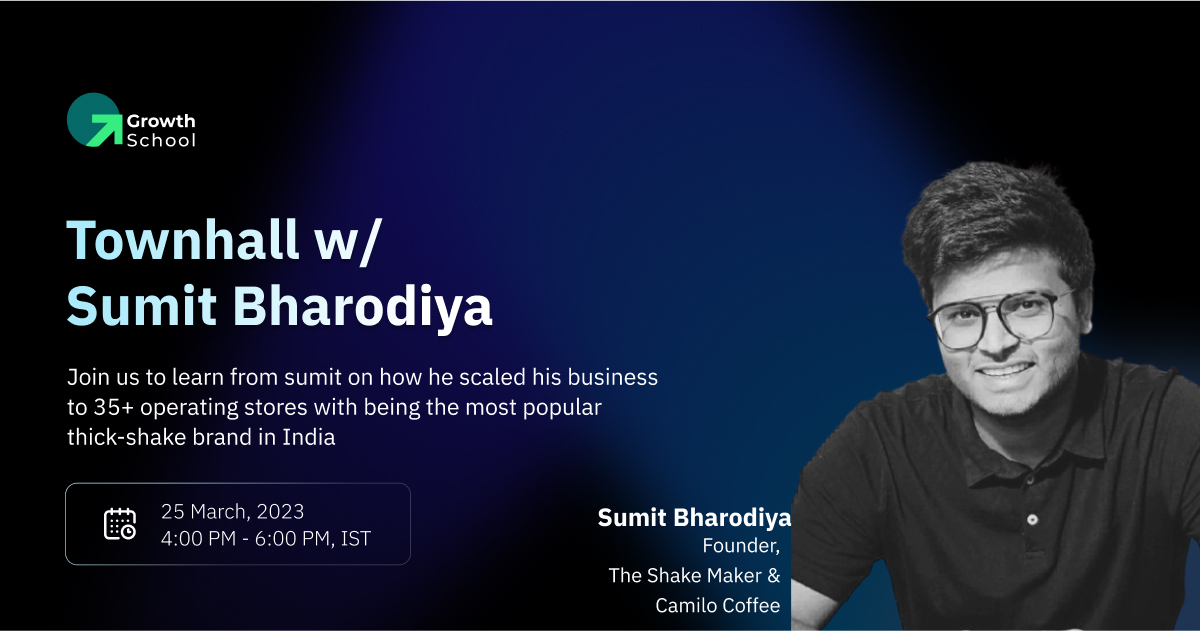 Growth
School
Townhall w/
Sumit Bharodiya
Join us to learn from sumit on how he scaled his business
to 35+ operating stores with being the most popular
thick-shake brand in India
25 March, 2023
4:00 PM - 6:00 PM, IST
Sumit Bharodiya
Founder,
The Shake Maker &
Camilo Coffee